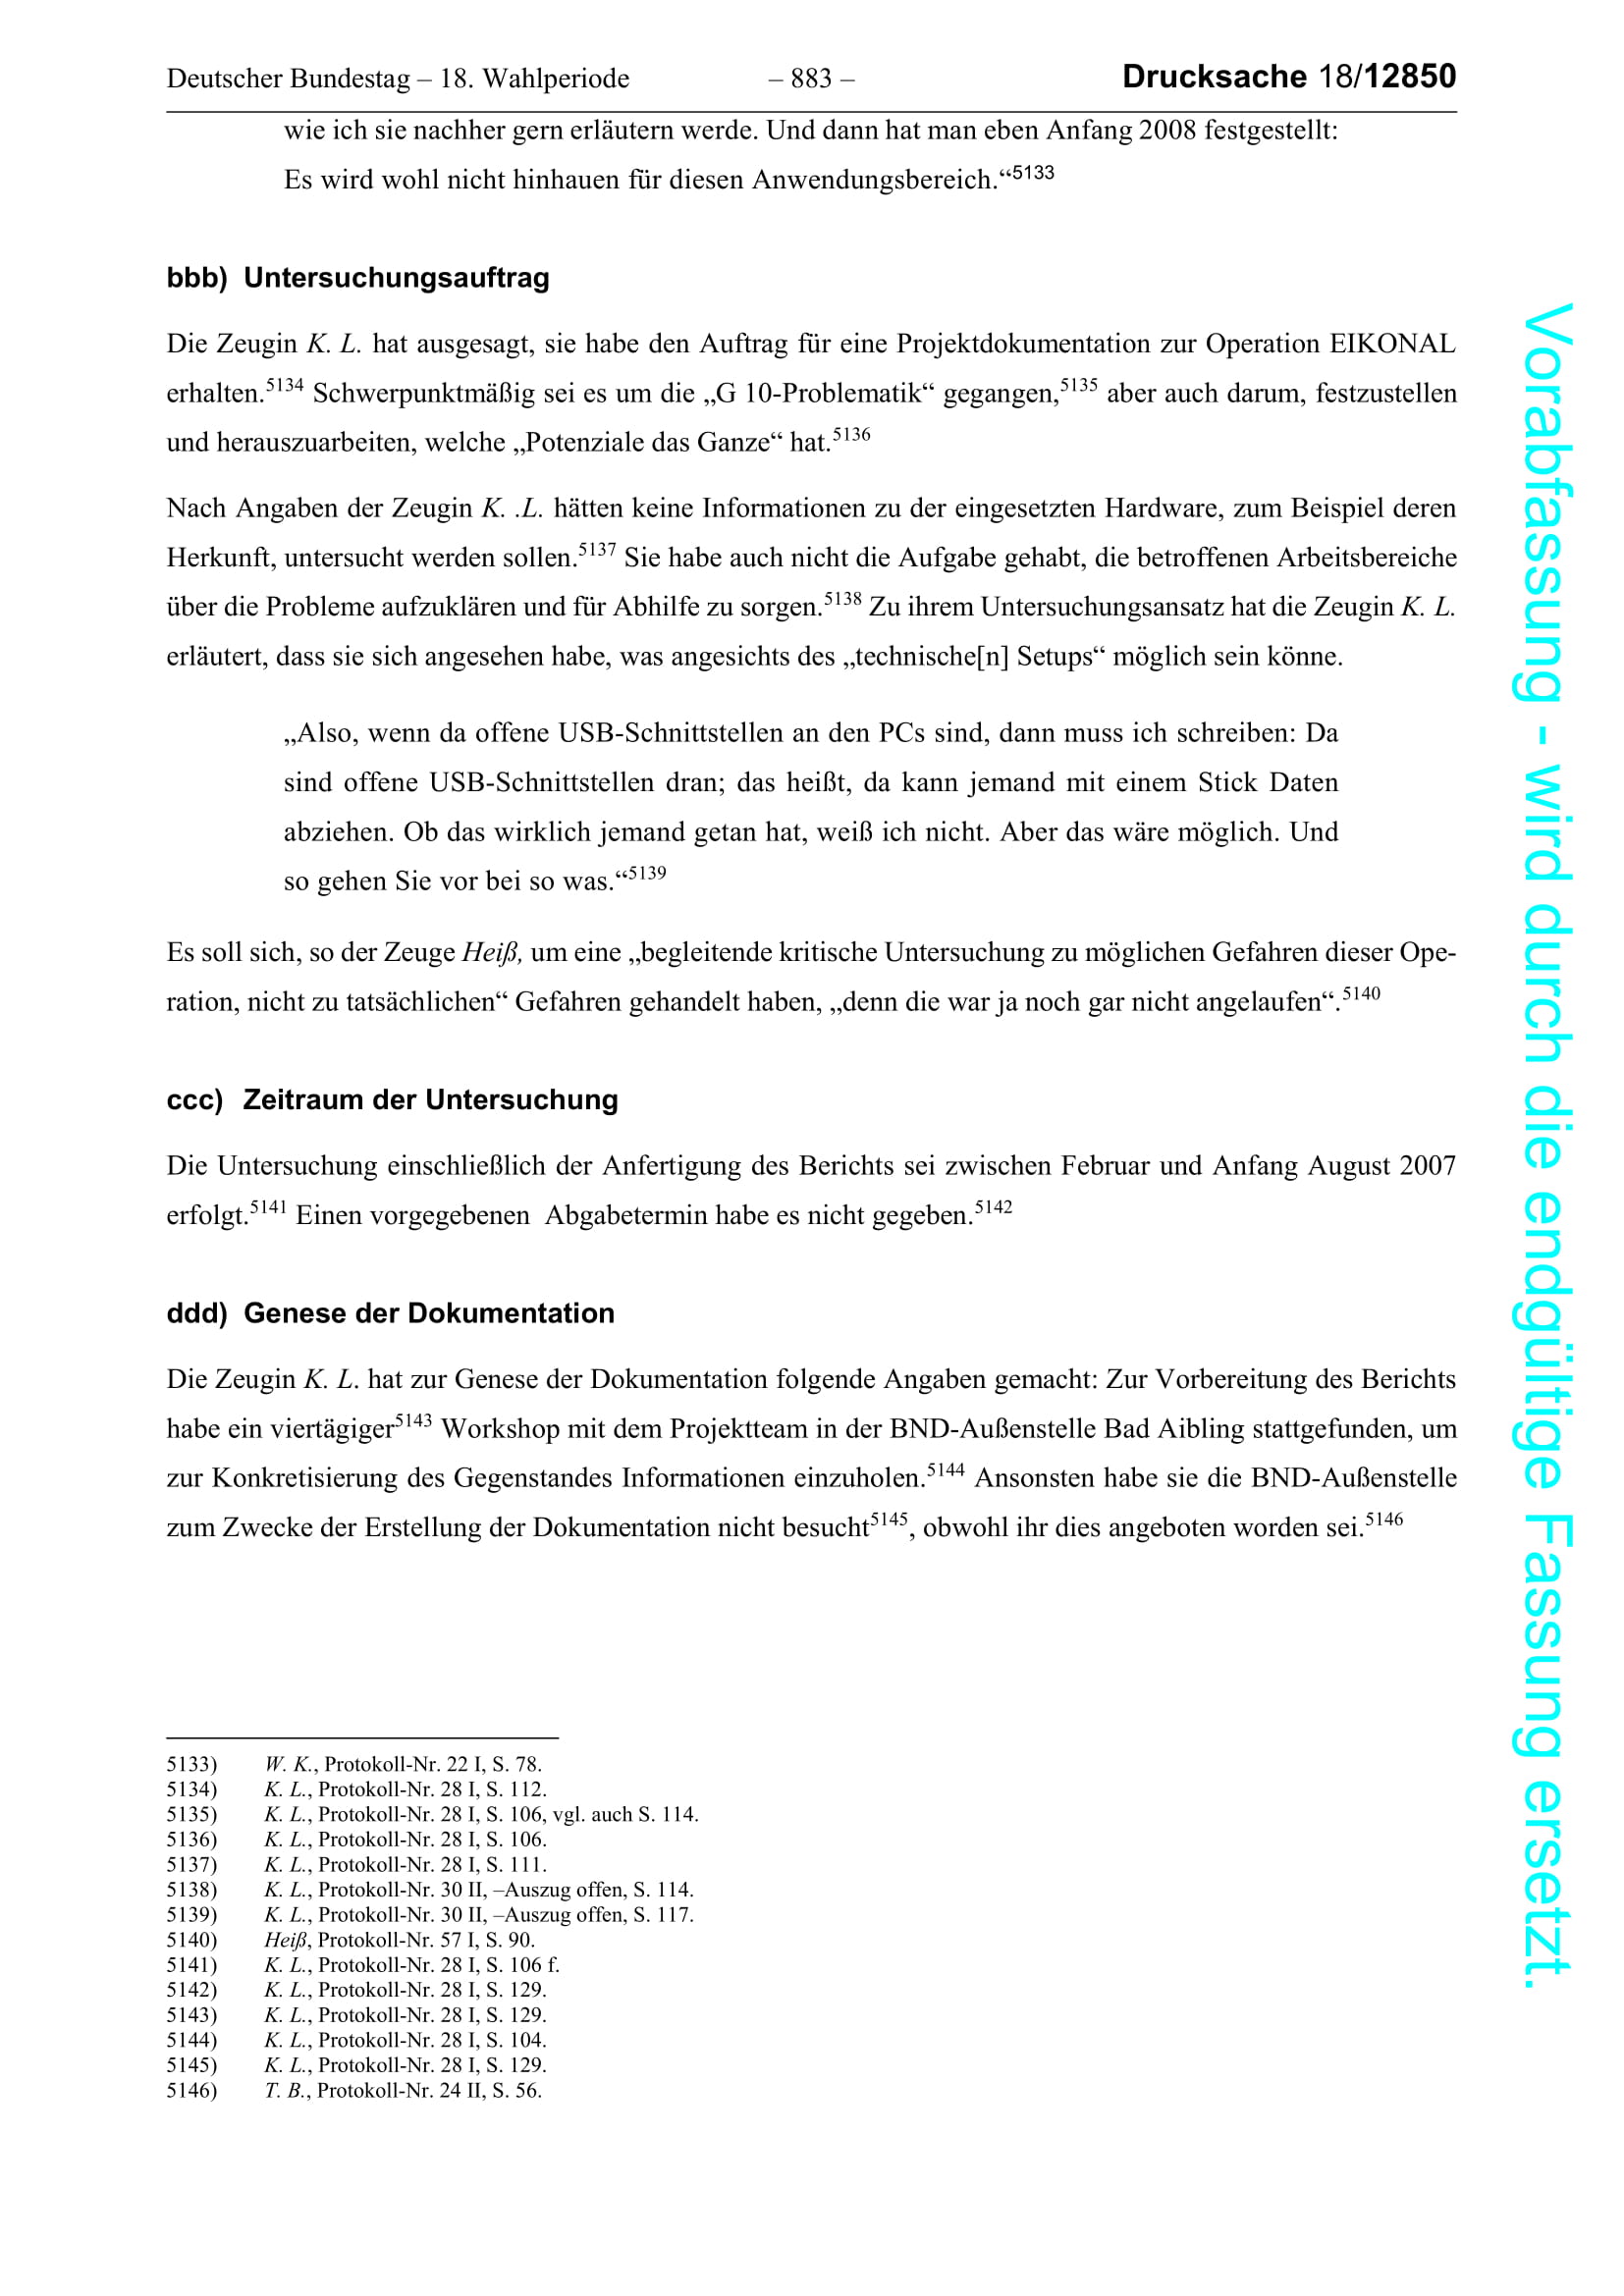 Deutscher Bundestag – 18. Wahlperiode – 883 – Drucksache 18/12850
wie ich sie nachher gern erläutern werde. Und dann hat man eben Anfang 2008 festgestellt:
Es wird wohl nicht hinhauen für diesen Anwendungsbereich.“5133
bbb) Untersuchungsauftrag
Die Zeugin K. L. hat ausgesagt, sie habe den Auftrag für eine Projektdokumentation zur Operation EIKONAL
erhalten.5134 Schwerpunktmäßig sei es um die „G 10-Problematik“ gegangen,5135 aber auch darum, festzustellen
und herauszuarbeiten, welche „Potenziale das Ganze“ hat.5136
Nach Angaben der Zeugin K. .L. hätten keine Informationen zu der eingesetzten Hardware, zum Beispiel deren
Herkunft, untersucht werden sollen.5137 Sie habe auch nicht die Aufgabe gehabt, die betroffenen Arbeitsbereiche
über die Probleme aufzuklären und für Abhilfe zu sorgen.5138 Zu ihrem Untersuchungsansatz hat die Zeugin K. L.
erläutert, dass sie sich angesehen habe, was angesichts des „technische[n] Setups“ möglich sein könne.
„Also, wenn da offene USB-Schnittstellen an den PCs sind, dann muss ich schreiben: Da
sind offene USB-Schnittstellen dran; das heißt, da kann jemand mit einem Stick Daten
abziehen. Ob das wirklich jemand getan hat, weiß ich nicht. Aber das wäre möglich. Und
so gehen Sie vor bei so was.“5139
Es soll sich, so der Zeuge Heiß, um eine „begleitende kritische Untersuchung zu möglichen Gefahren dieser Ope-
ration, nicht zu tatsächlichen“ Gefahren gehandelt haben, „denn die war ja noch gar nicht angelaufen“.5140
ccc) Zeitraum der Untersuchung
Die Untersuchung einschließlich der Anfertigung des Berichts sei zwischen Februar und Anfang August 2007
erfolgt.5141 Einen vorgegebenen Abgabetermin habe es nicht gegeben.5142
ddd) Genese der Dokumentation
Die Zeugin K. L. hat zur Genese der Dokumentation folgende Angaben gemacht: Zur Vorbereitung des Berichts
habe ein viertägiger5143 Workshop mit dem Projektteam in der BND-Außenstelle Bad Aibling stattgefunden, um
zur Konkretisierung des Gegenstandes Informationen einzuholen.5144 Ansonsten habe sie die BND-Außenstelle
zum Zwecke der Erstellung der Dokumentation nicht besucht5145, obwohl ihr dies angeboten worden sei.5146
5133) W. K., Protokoll-Nr. 22 I, S. 78.
5134) K. L., Protokoll-Nr. 28 I, S. 112.
5135) K. L., Protokoll-Nr. 28 I, S. 106, vgl. auch S. 114.
5136) K. L., Protokoll-Nr. 28 I, S. 106.
5137) K. L., Protokoll-Nr. 28 I, S. 111.
5138) K. L., Protokoll-Nr. 30 II, –Auszug offen, S. 114.
5139) K. L., Protokoll-Nr. 30 II, –Auszug offen, S. 117.
5140) Heiß, Protokoll-Nr. 57 I, S. 90.
5141) K. L., Protokoll-Nr. 28 I, S. 106 f.
5142) K. L., Protokoll-Nr. 28 I, S. 129.
5143) K. L., Protokoll-Nr. 28 I, S. 129.
5144) K. L., Protokoll-Nr. 28 I, S. 104.
5145) K. L., Protokoll-Nr. 28 I, S. 129.
5146) T. B., Protokoll-Nr. 24 II, S. 56.
Vorabfassung - wird durch die endgültige Fassung ersetzt.